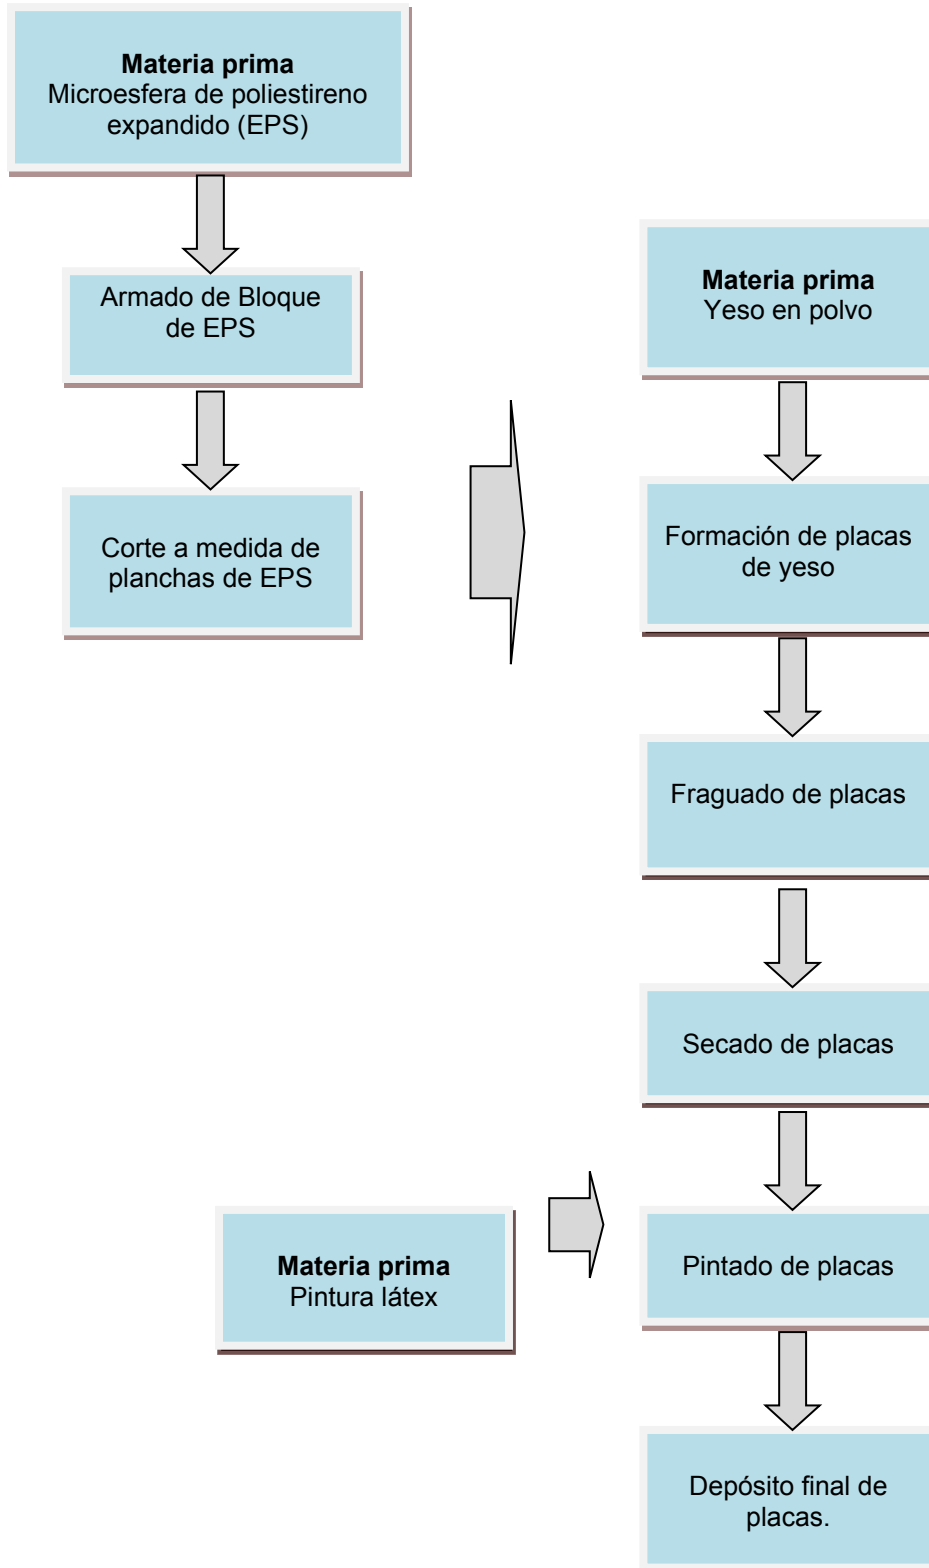 Materia prima
Microesfera de poliestireno
expandido (EPS)
Armado de Bloque
de EPS
Corte a medida de
planchas de EPS
Materia prima
Yeso en polvo
Formación de placas
de yeso
Fraguado de placas
Secado de placas
Materia prima
Pintura látex
Pintado de placas
Depósito final de
placas.